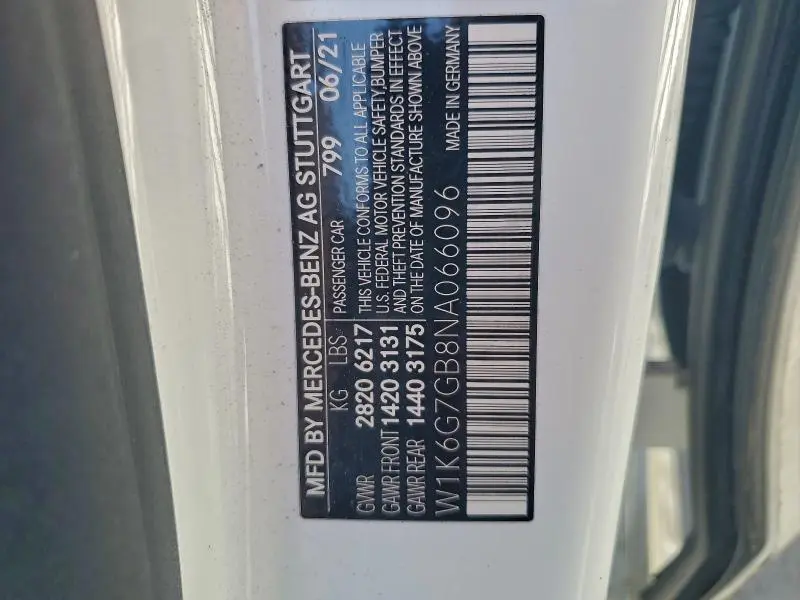 MFD BY MERCEDES-BENZ AG STUTTGART
KG LBS PASSENGER CAR 799 06/21
GVWR 2820 6217
GAWR FRONT 1420 3131
GAWR REAR 1440 3175
THIS VEHICLE CONFORMS TO ALL APPLICABLE
U.S. FEDERAL MOTOR VEHICLE SAFETY,BUMPER
AND THEFT PREVENTION STANDARDS IN EFFECT
ON THE DATE OF MANUFACTURE SHOWN ABOVE
W1K6G7GB8NA066096 MADE IN GERMANY